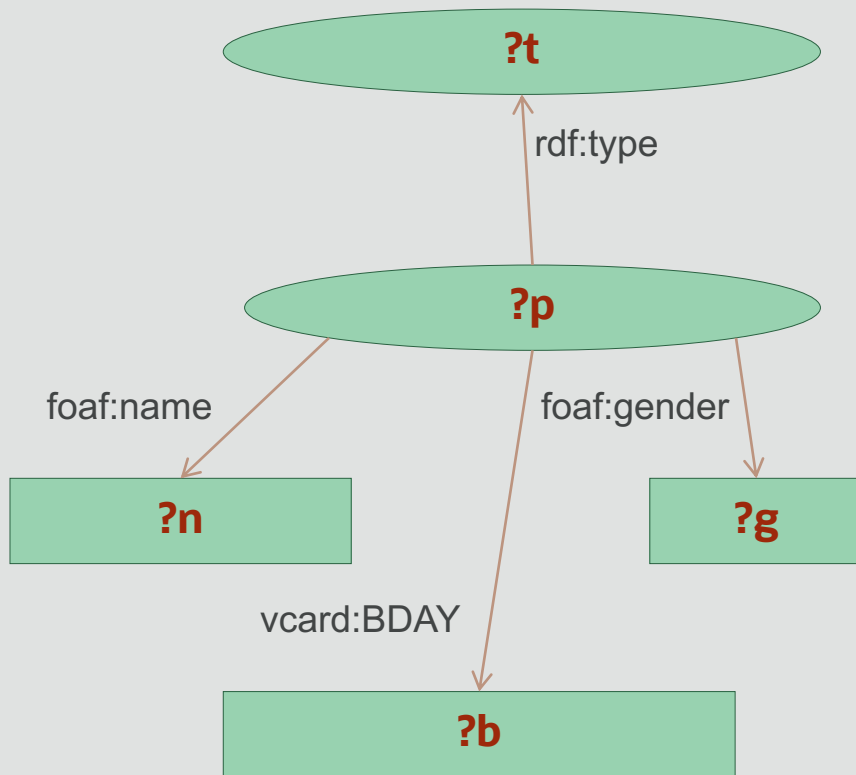 ?t
rdf:type
?p
foaf:name
foaf:gender
?n
?g
vcard:BDAY
?b